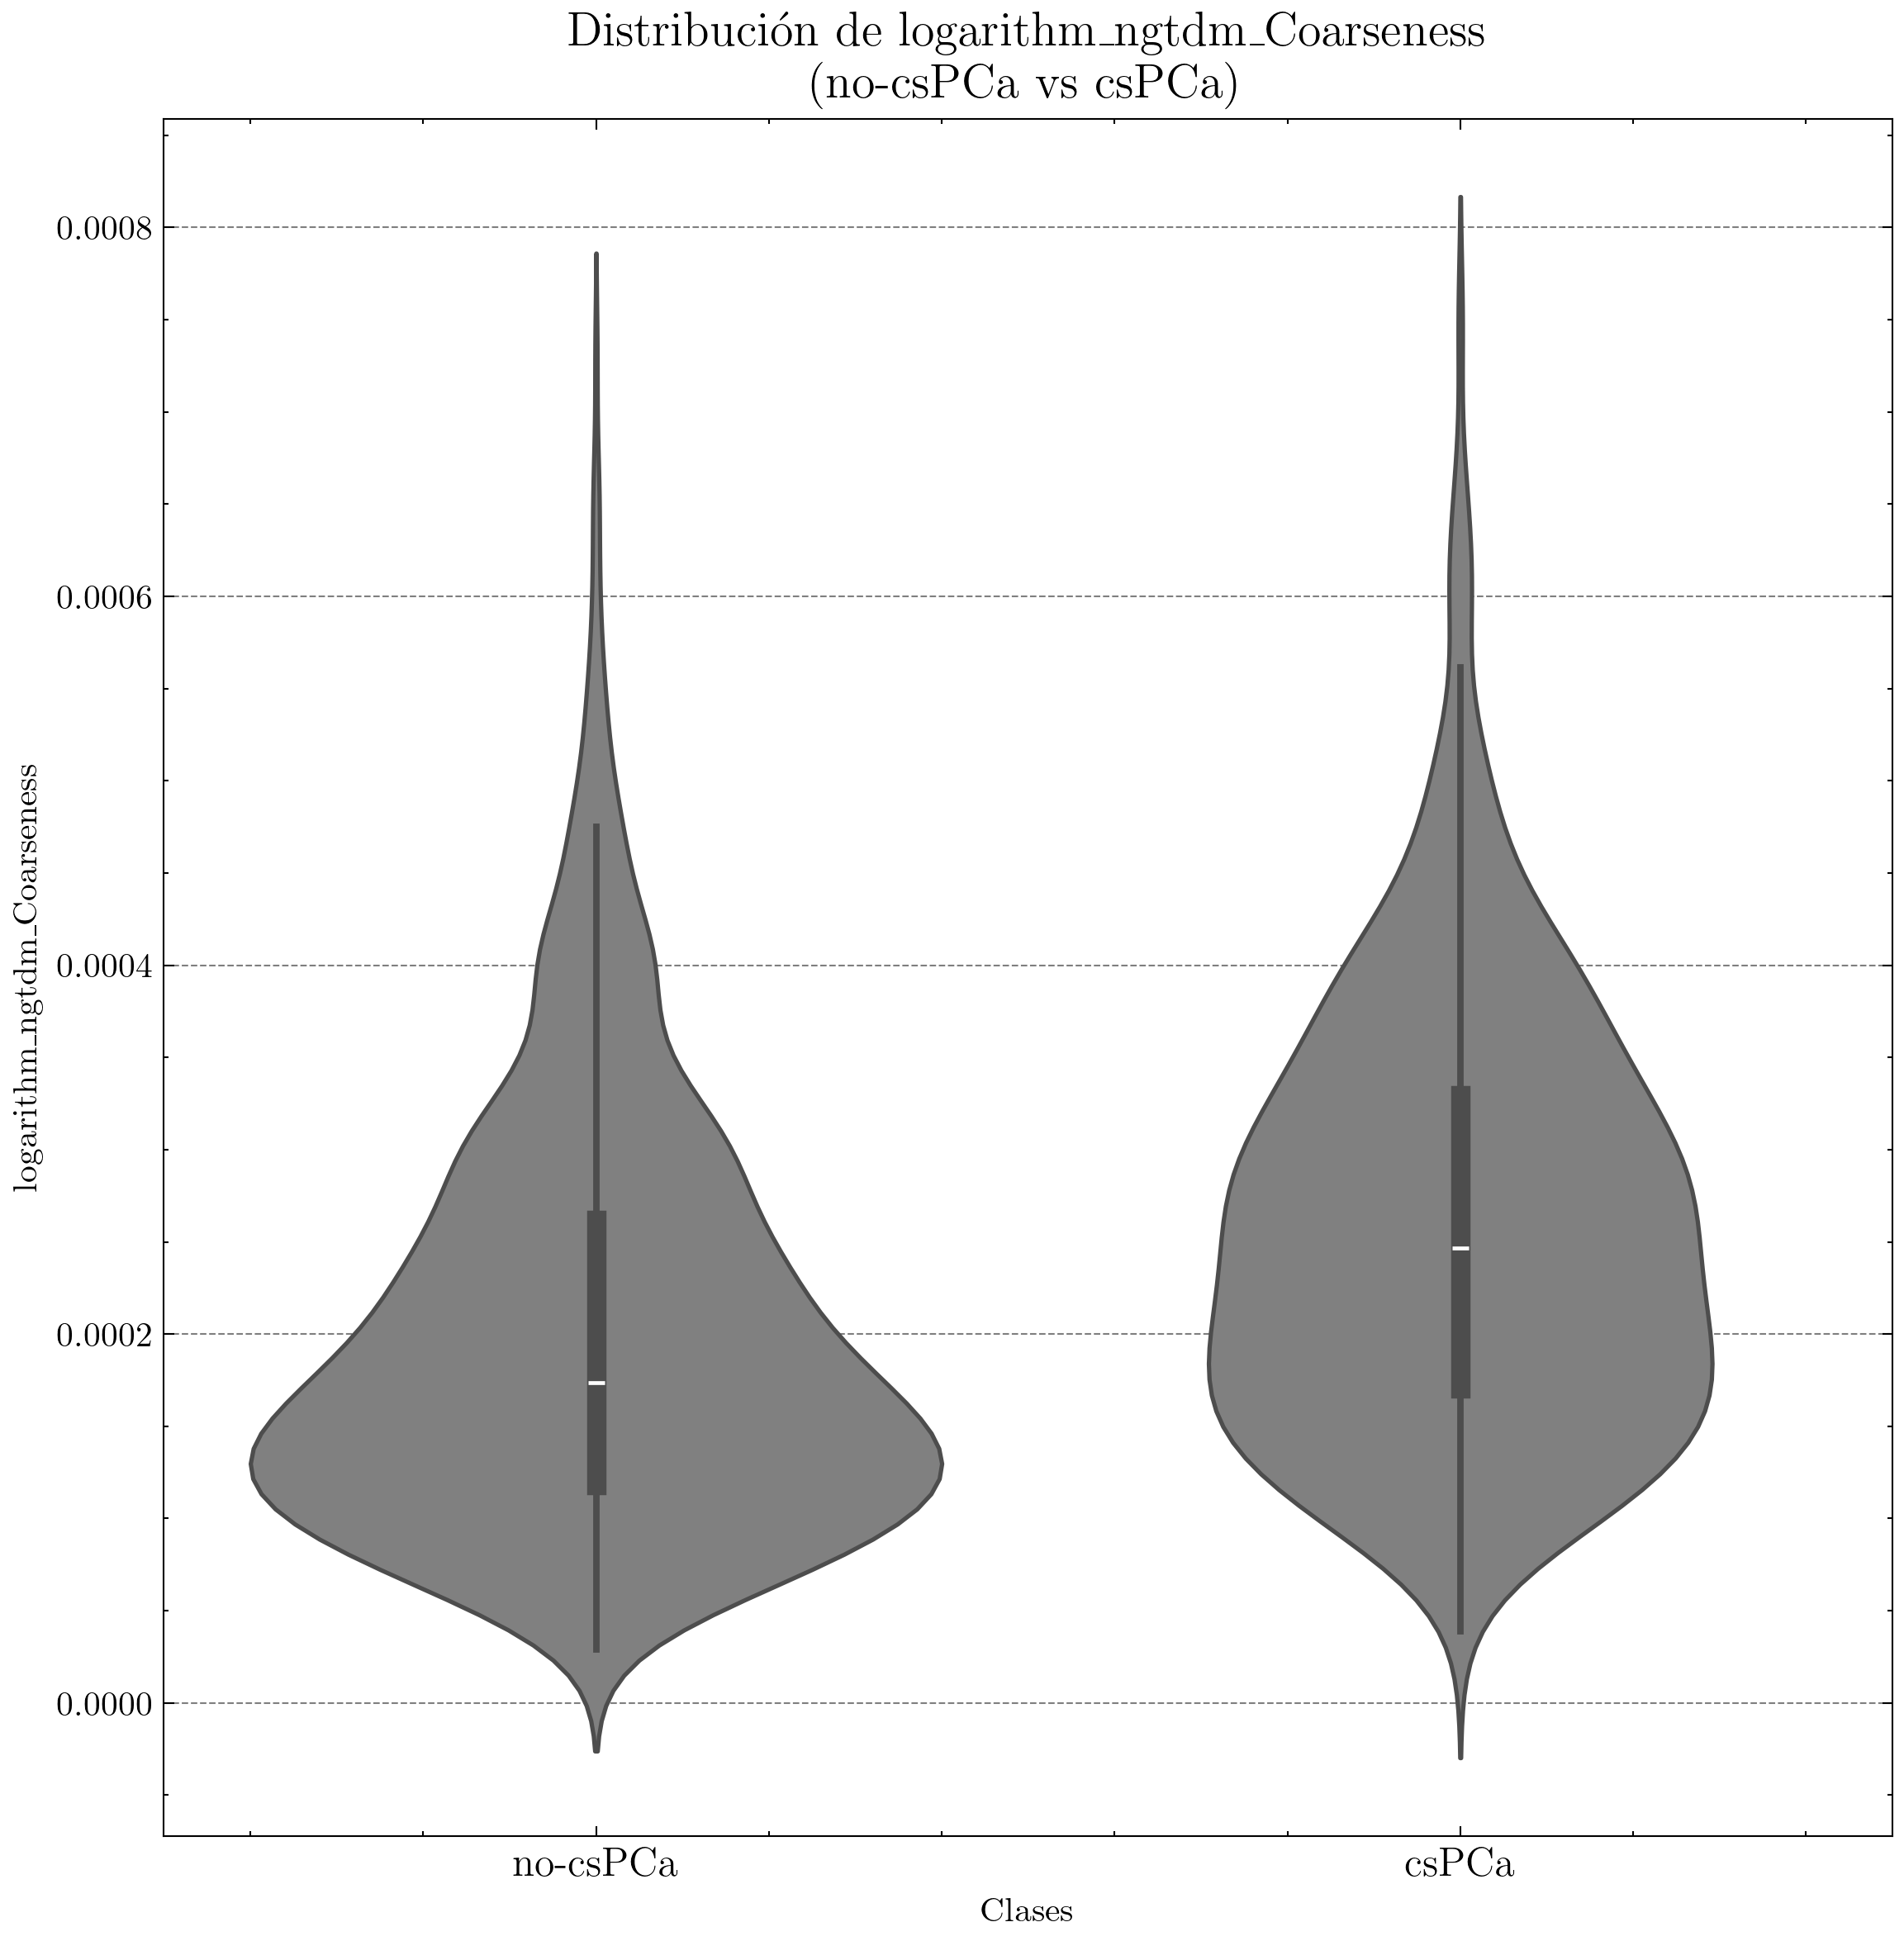 Distribución de logarithm_ngtdm_Coarseness
(no-csPCa vs csPCa)
logarithm_ngtdm_Coarseness
0.0008
0.0006
0.0004
0.0002
0.0000
no-csPCa
csPCa
Clases